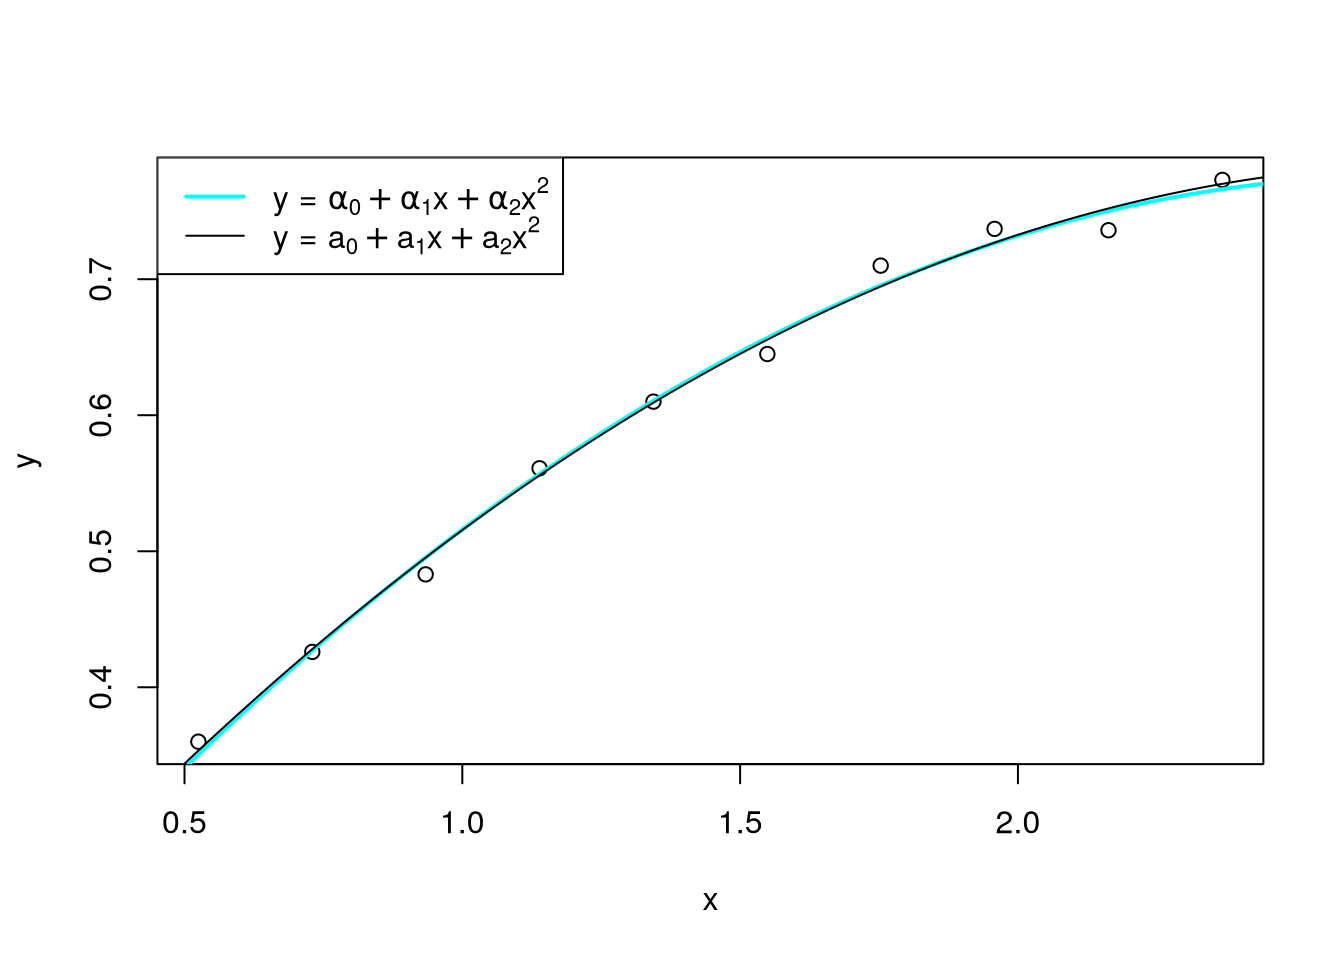 y = α₀ + α₁x + α₂x²
y = a₀ + a₁x + a₂x²
0.7
0.6
0.5
0.4
y
0.5 1.0 1.5 2.0
x